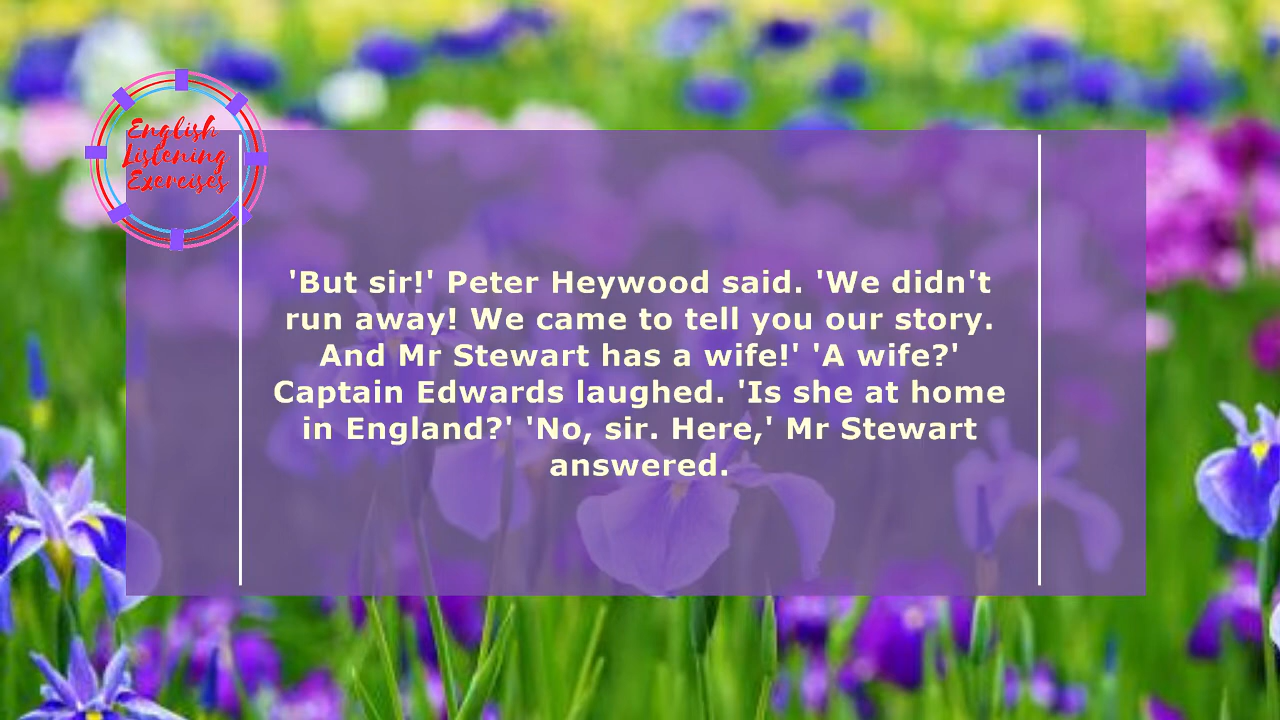 English
Listening
Exercises
'But sir!' Peter Heywood said. 'We didn't
run away! We came to tell you our story.
And Mr Stewart has a wife!' 'A wife?'
Captain Edwards laughed. 'Is she at home
in England?' 'No, sir. Here,' Mr Stewart
answered.